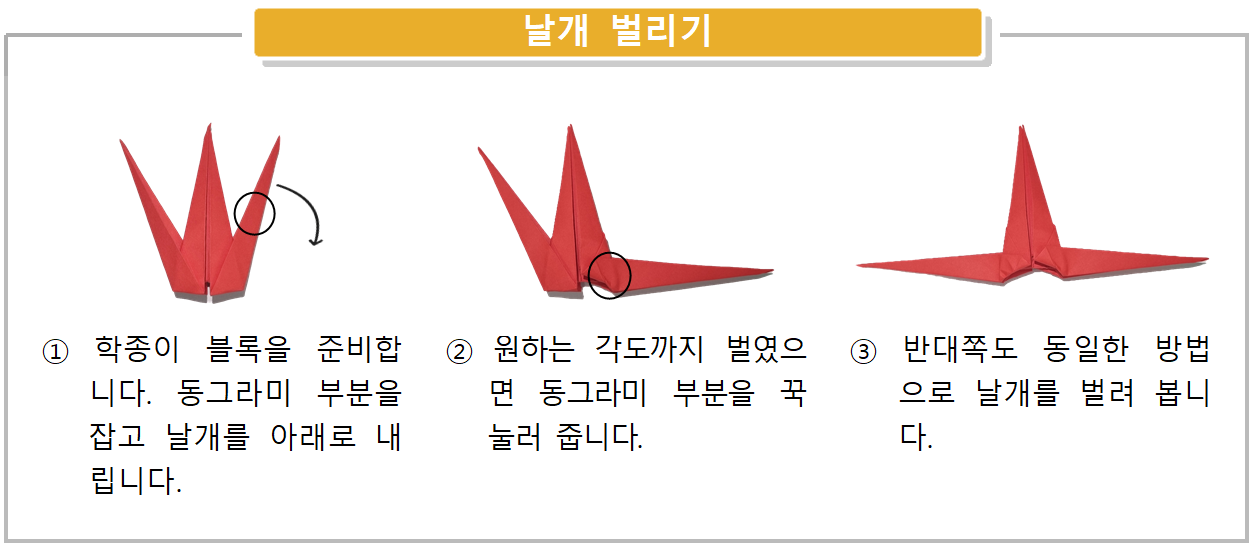 날개 벌리기
① 학종이 블록을 준비합
니다. 동그라미 부분을
잡고 날개를 아래로 내
립니다.
② 원하는 각도까지 벌렸으
면 동그라미 부분을 꾹
눌러 줍니다.
③ 반대쪽도 동일한 방법
으로 날개를 벌려 봅니
다.